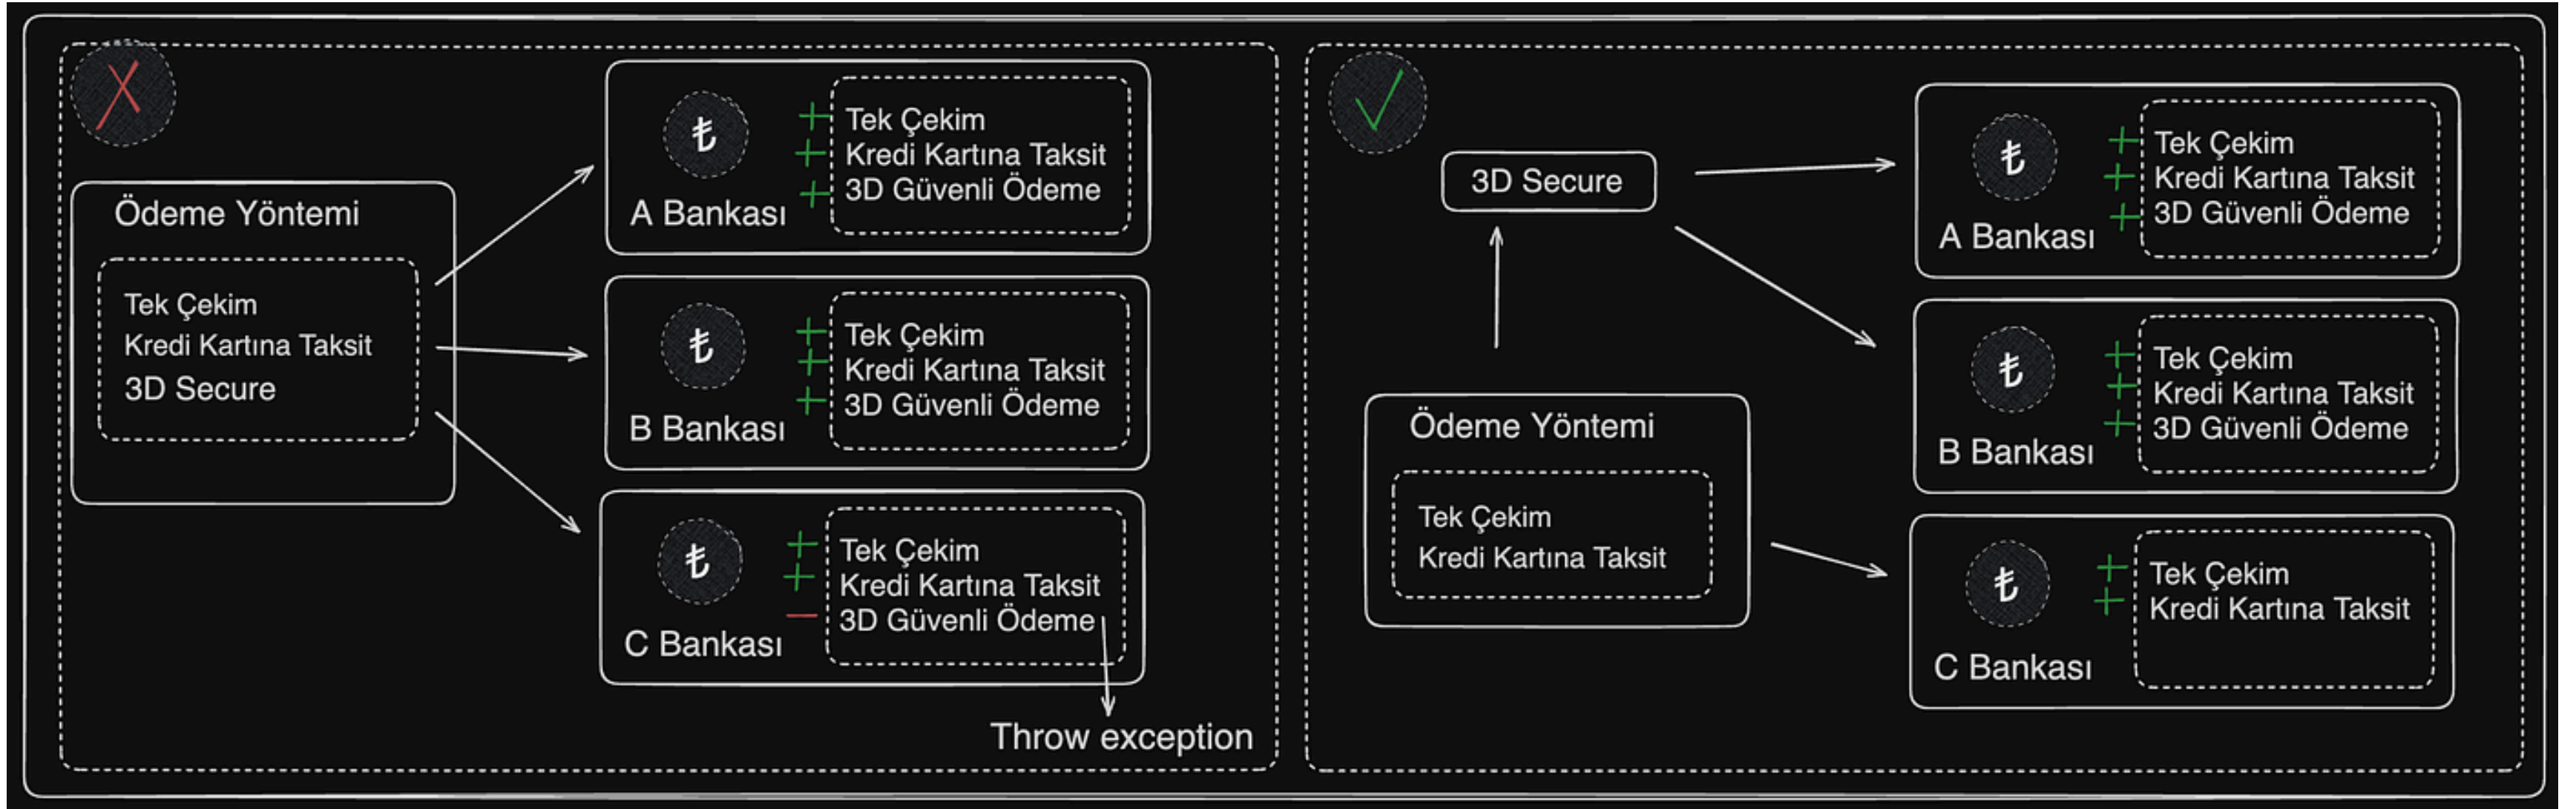 Ödeme Yöntemi
Tek Çekim
Kredi Kartına Taksit
3D Secure
₺
A Bankası
Tek Çekim
Kredi Kartına Taksit
3D Güvenli Ödeme
₺
B Bankası
Tek Çekim
Kredi Kartına Taksit
3D Güvenli Ödeme
₺
C Bankası
Tek Çekim
Kredi Kartına Taksit
3D Güvenli Ödeme
Throw exception
3D Secure
Ödeme Yöntemi
Tek Çekim
Kredi Kartına Taksit
₺
A Bankası
Tek Çekim
Kredi Kartına Taksit
3D Güvenli Ödeme
₺
B Bankası
Tek Çekim
Kredi Kartına Taksit
3D Güvenli Ödeme
₺
C Bankası
Tek Çekim
Kredi Kartına Taksit